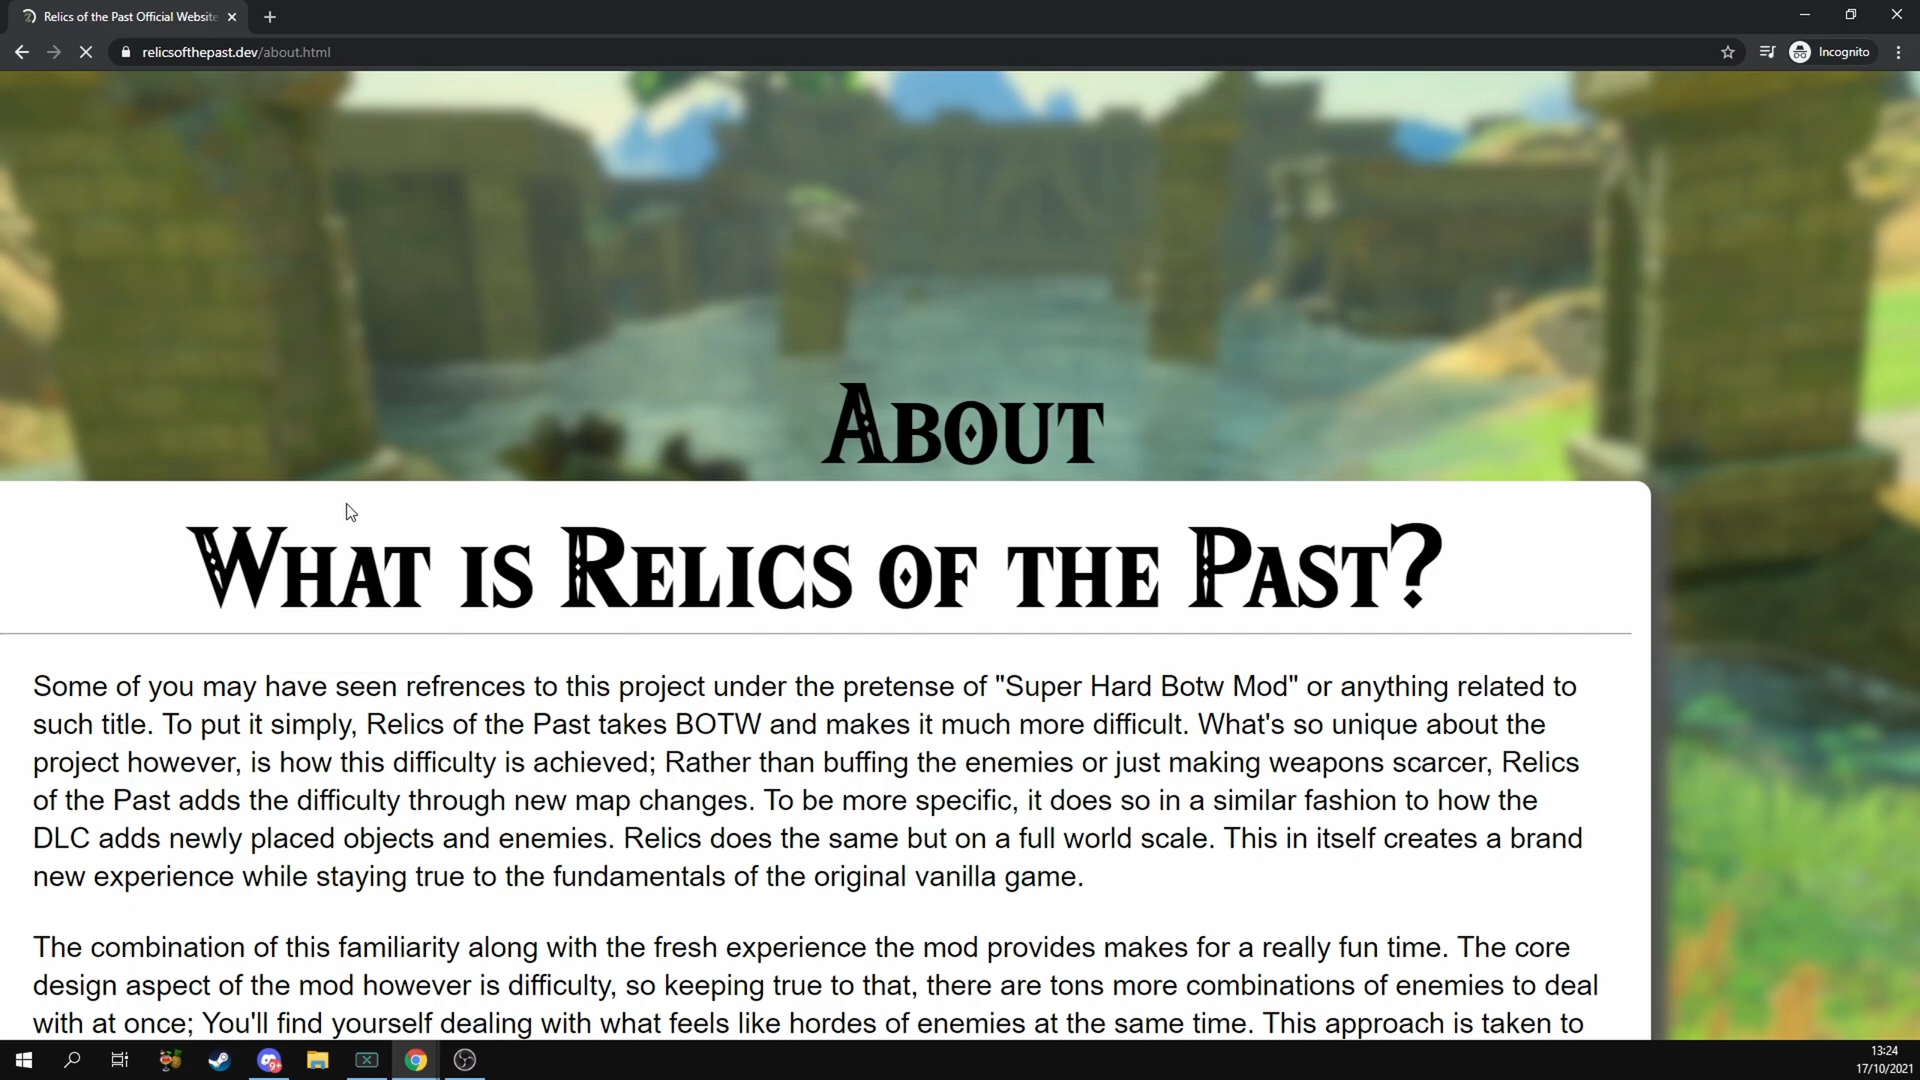 Relics of the Past Official Website
relicsofthepast.dev/about.html
Incognito
About
What is Relics of the Past?
Some of you may have seen refrences to this project under the pretense of "Super Hard Botw Mod" or anything related to
such title. To put it simply, Relics of the Past takes BOTW and makes it much more difficult. What's so unique about the
project however, is how this difficulty is achieved; Rather than buffing the enemies or just making weapons scarcer, Relics
of the Past adds the difficulty through new map changes. To be more specific, it does so in a similar fashion to how the
DLC adds newly placed objects and enemies. Relics does the same but on a full world scale. This in itself creates a brand
new experience while staying true to the fundamentals of the original vanilla game.
The combination of this familiarity along with the fresh experience the mod provides makes for a really fun time. The core
design aspect of the mod however is difficulty, so keeping true to that, there are tons more combinations of enemies to deal
with at once; You'll find yourself dealing with what feels like hordes of enemies at the same time. This approach is taken to
9+
13:24
17/10/2021